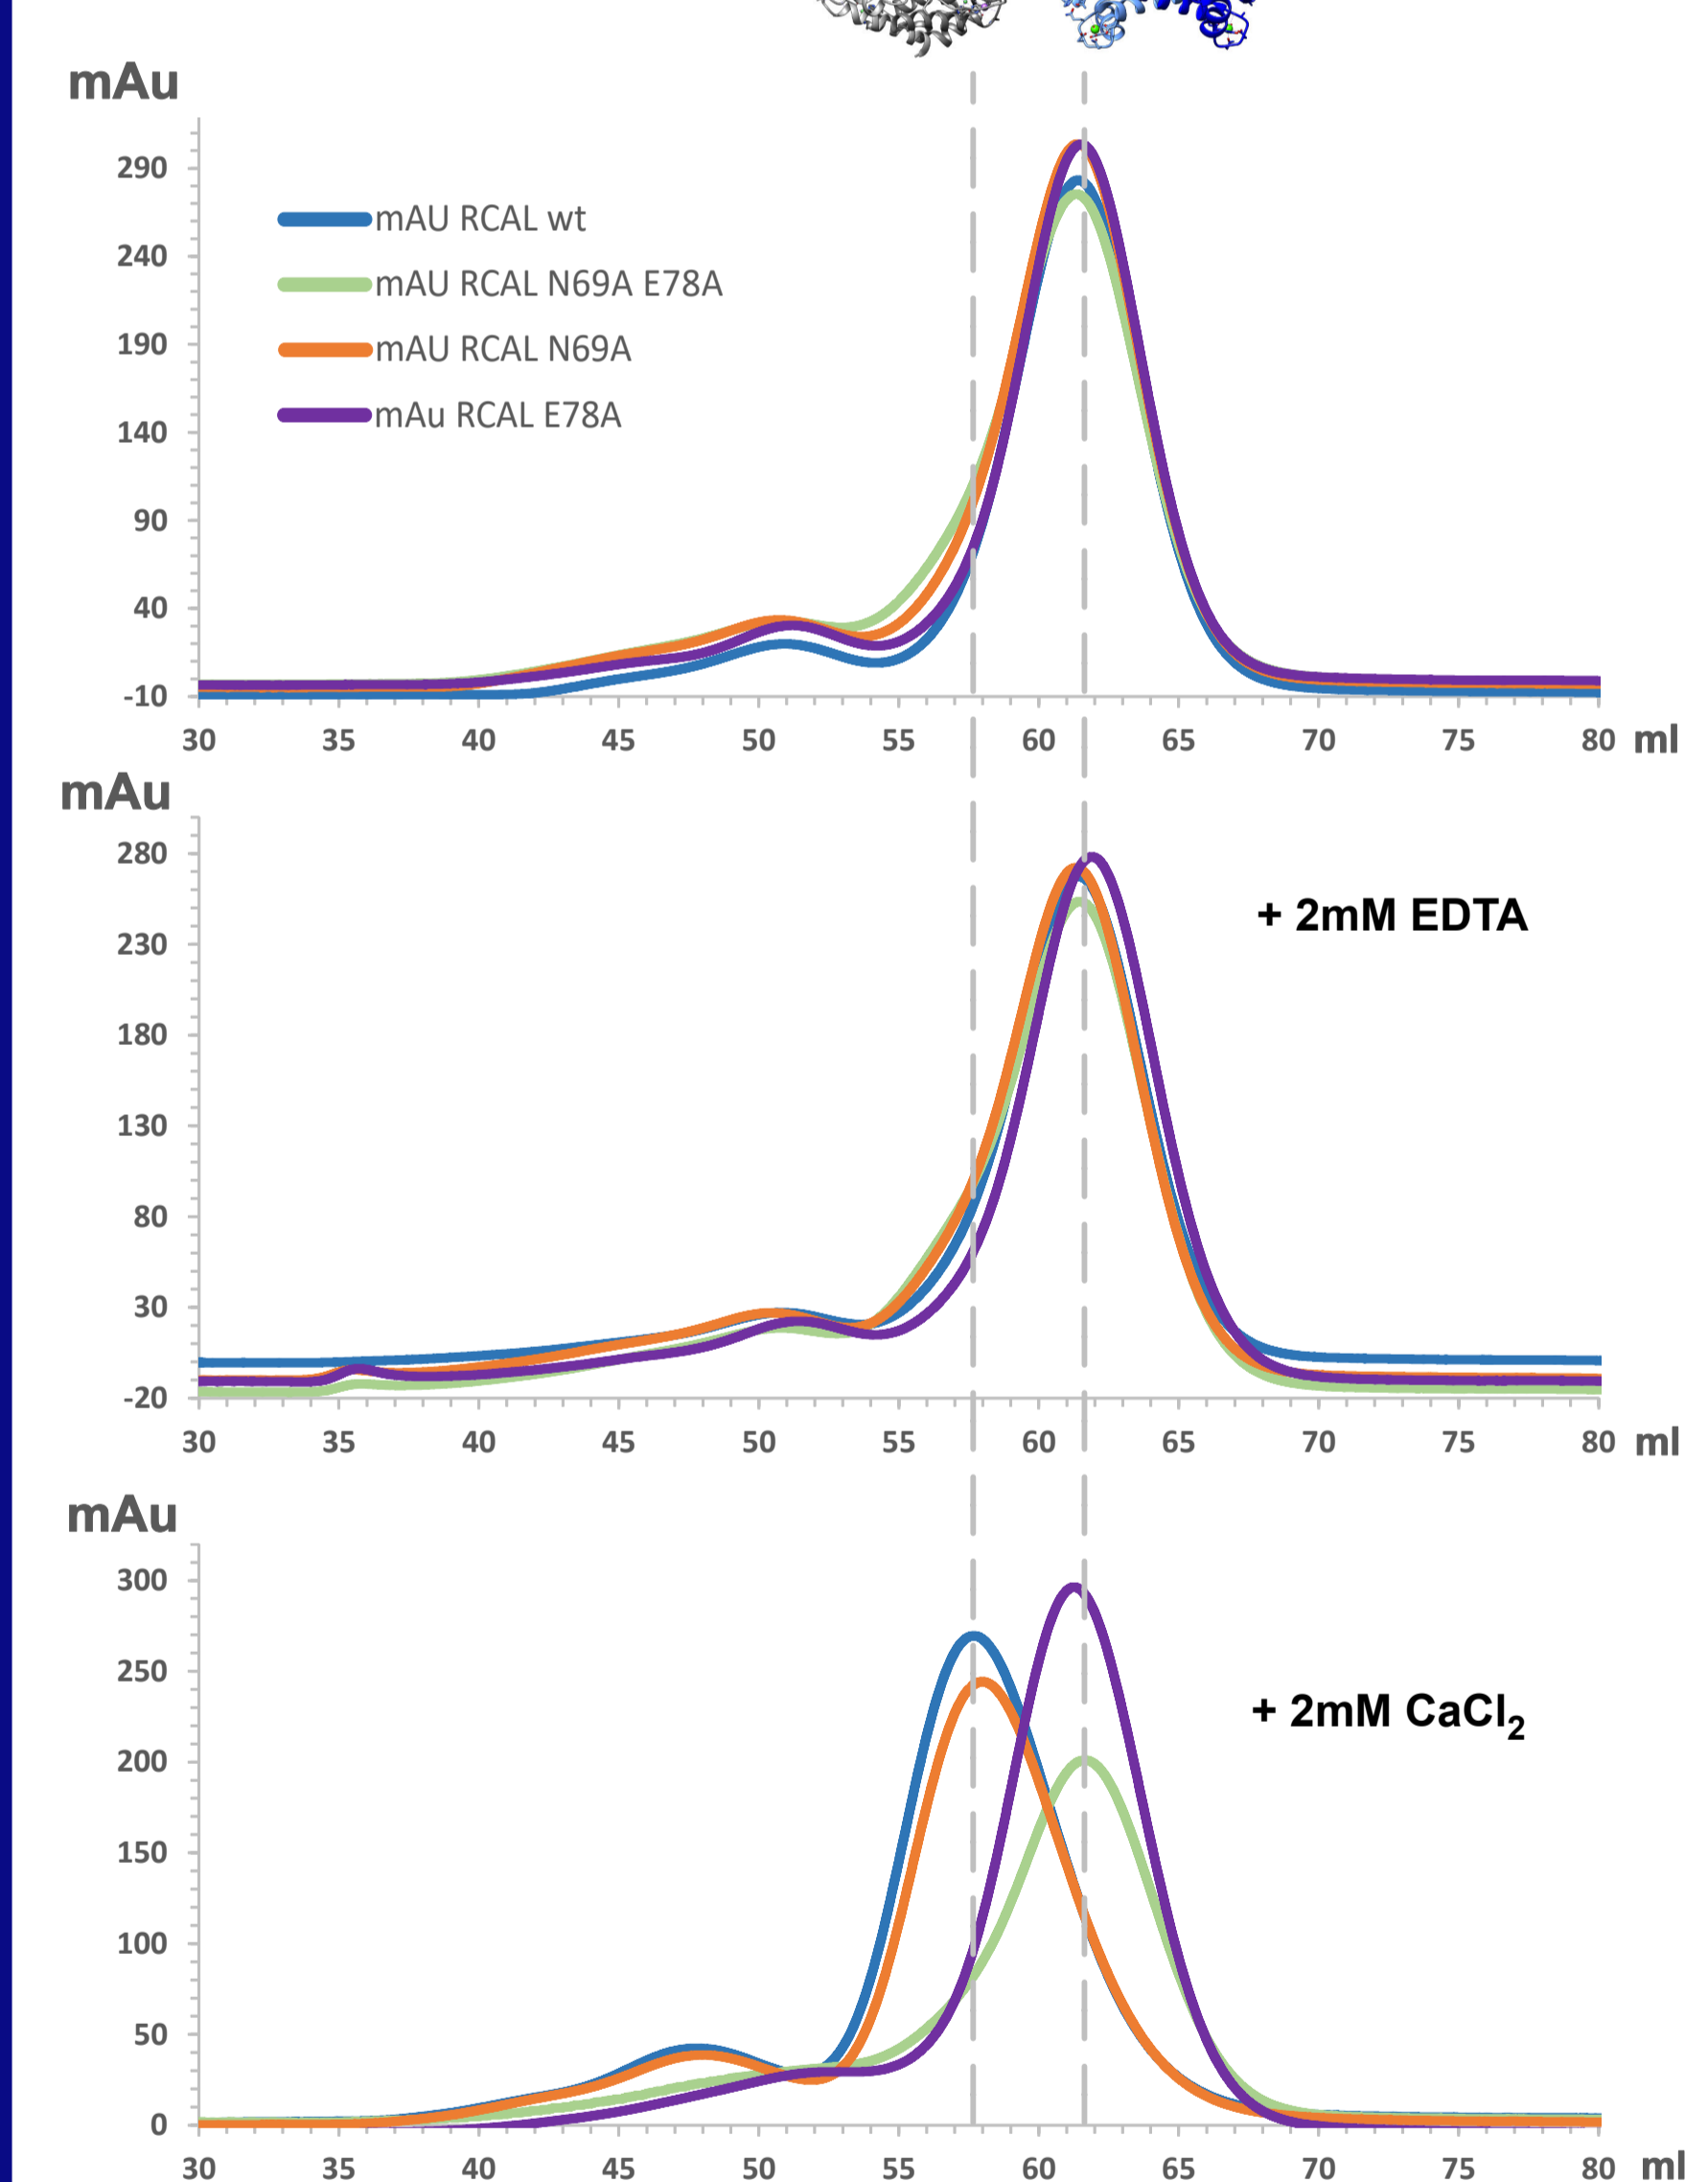 mAu
290
240
190
140
90
40
-10
mAU RCAL wt
mAU RCAL N69A E78A
mAU RCAL N69A
mAu RCAL E78A
30 35 40 45 50 55 60 65 70 75 80 ml
mAu
280
230
180
130
80
30
-20
+ 2mM EDTA
30 35 40 45 50 55 60 65 70 75 80 ml
mAu
300
250
200
150
100
50
0
+ 2mM CaCl₂
30 35 40 45 50 55 60 65 70 75 80 ml